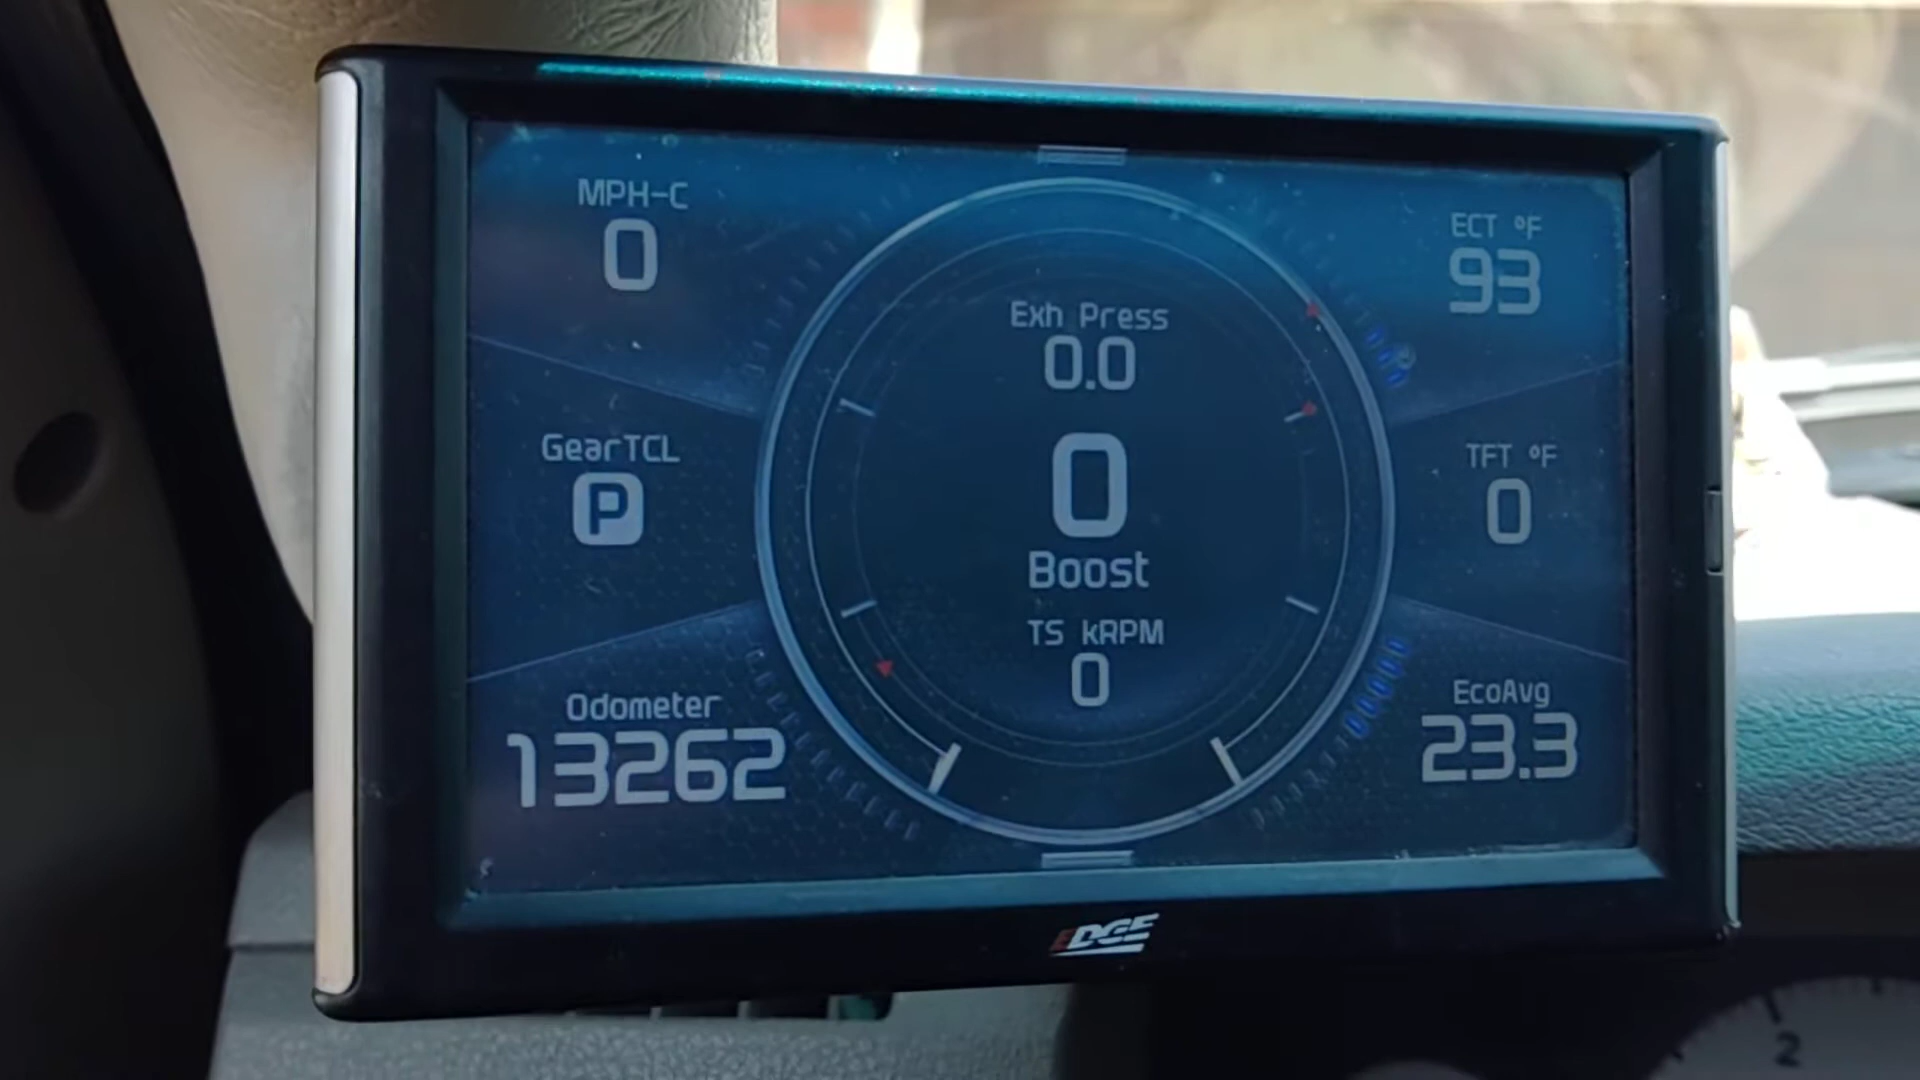 MPH-C
0
GearTCL
P
Odometer
13262
Exh Press
0.0
0
Boost
TS kRPM
0
ECT °F
93
TFT °F
0
EcoAvg
23.3
EDGE
2